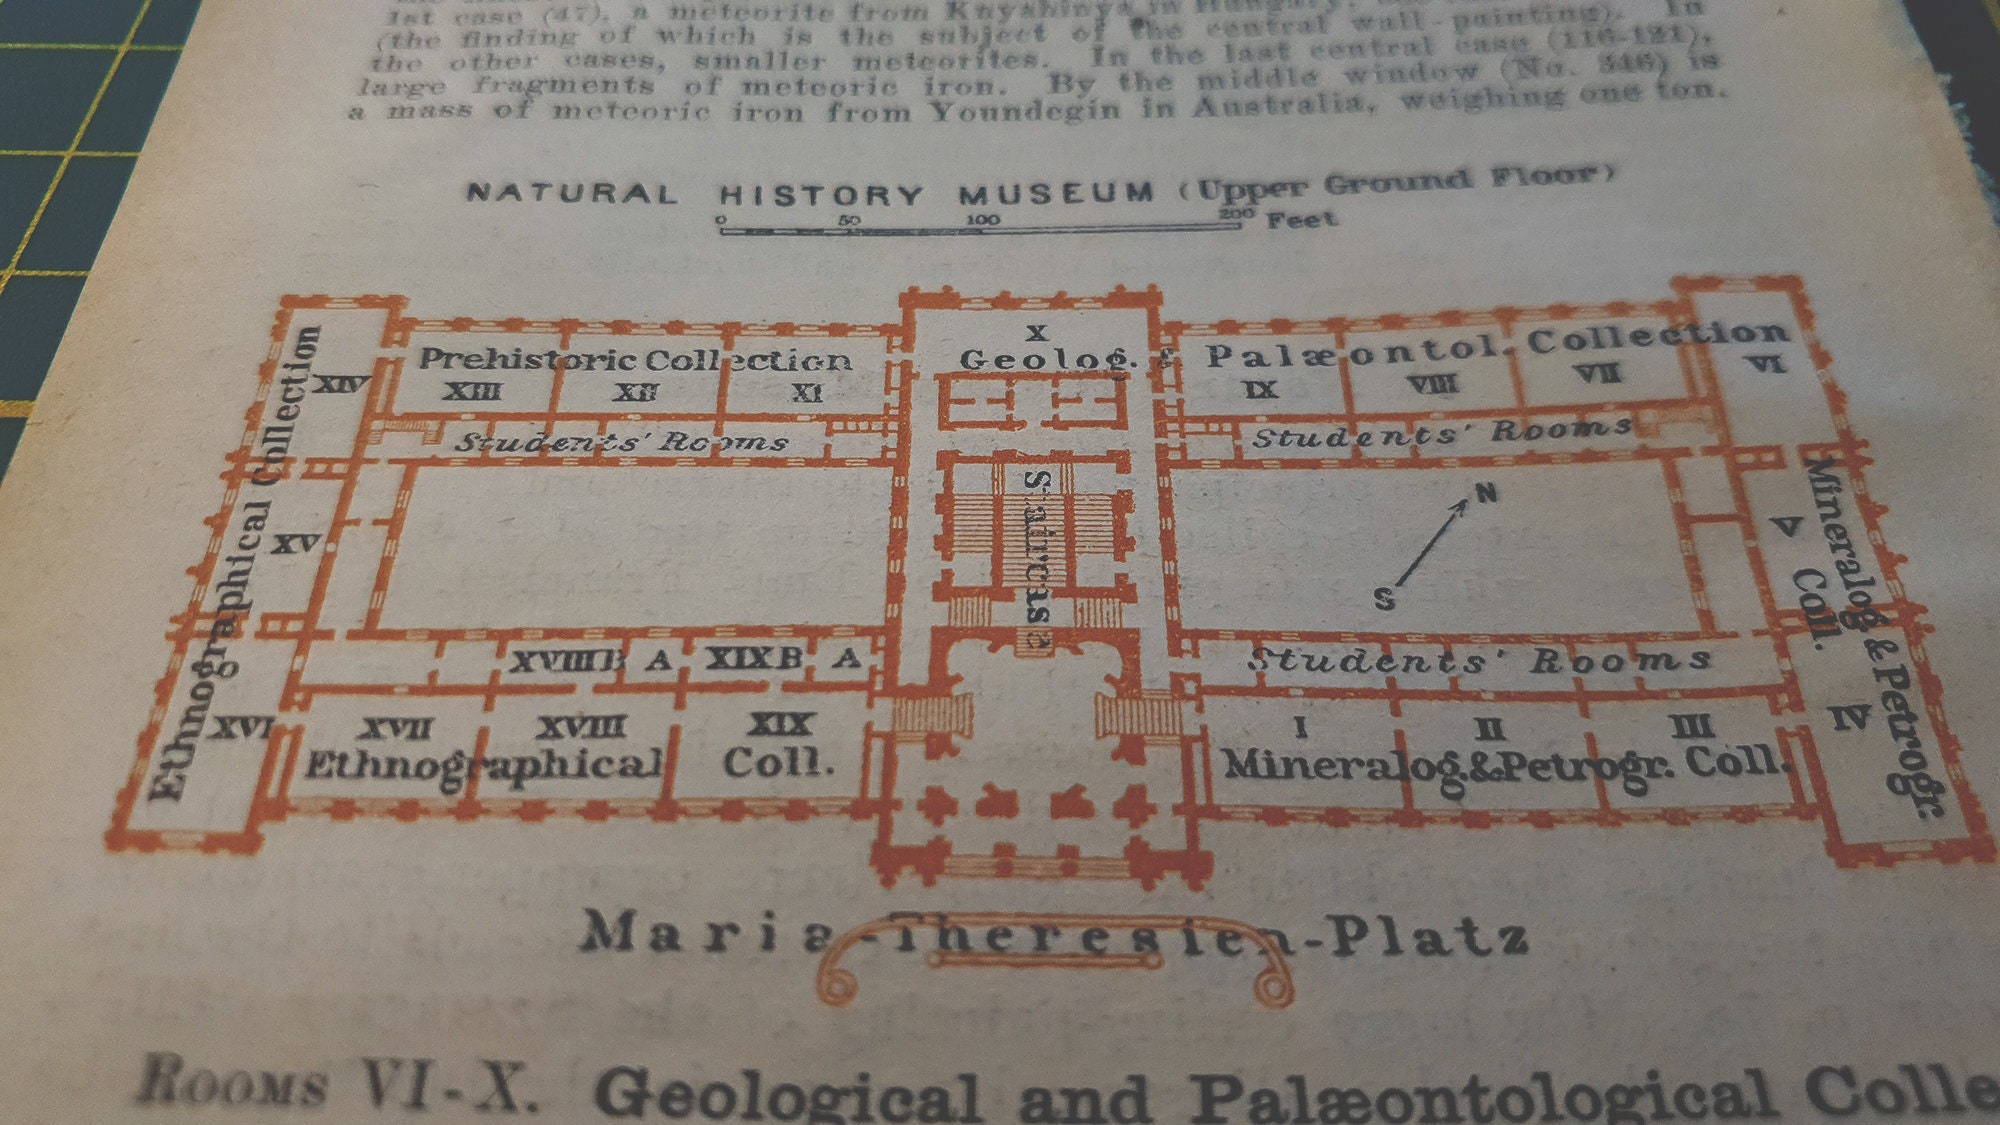 1st case (47), a meteorite from Knyahinya in Hungary,
(the finding of which is the subject of the central wall-painting). In
the other cases, smaller meteorites. In the last central case (116-121),
large fragments of meteoric iron. By the middle window (No. 346) is
a mass of meteoric iron from Youndegin in Australia, weighing one ton.
NATURAL HISTORY MUSEUM (Upper Ground Floor)
0 50 100 200 Feet
X
Geolog. & Palæontol. Collection
Prehistoric Collection
XIV XIII XII XI
IX VIII VII VI
Students' Rooms
Students' Rooms
Ethnographical Collection
XV
XVI
Staircase
N
S
V
Mineralog. & Petrogr.
Coll.
IV
XVIII B A XIX B A
Students' Rooms
XVII XVIII XIX
Ethnographical Coll.
I II III
Mineralog. & Petrogr. Coll.
Maria-Theresien-Platz
ROOMS VI-X. Geological and Palæontological Colle